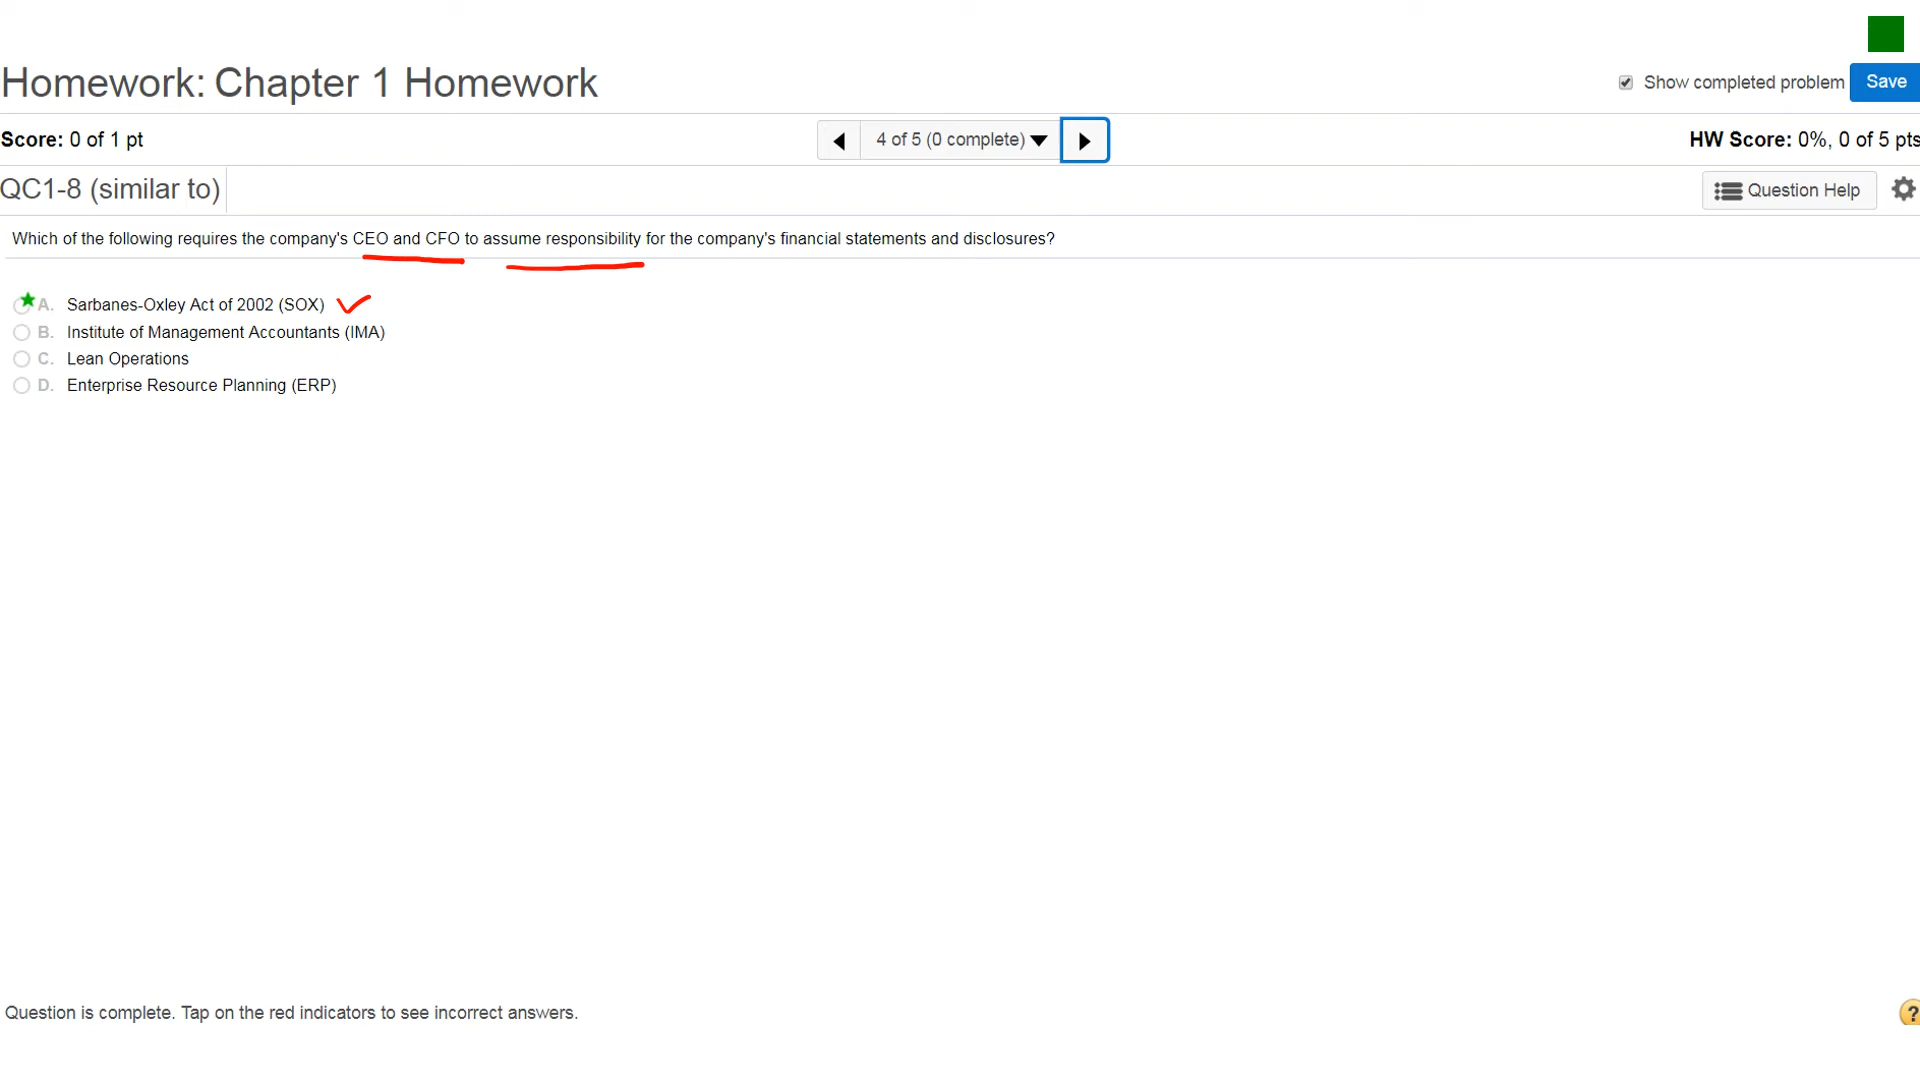 Homework: Chapter 1 Homework
Show completed problem
Save
Score: 0 of 1 pt
4 of 5 (0 complete)
HW Score: 0%, 0 of 5 pts
QC1-8 (similar to)
Question Help
Which of the following requires the company's CEO and CFO to assume responsibility for the company's financial statements and disclosures?
A. Sarbanes-Oxley Act of 2002 (SOX)
B. Institute of Management Accountants (IMA)
C. Lean Operations
D. Enterprise Resource Planning (ERP)
Question is complete. Tap on the red indicators to see incorrect answers.
?